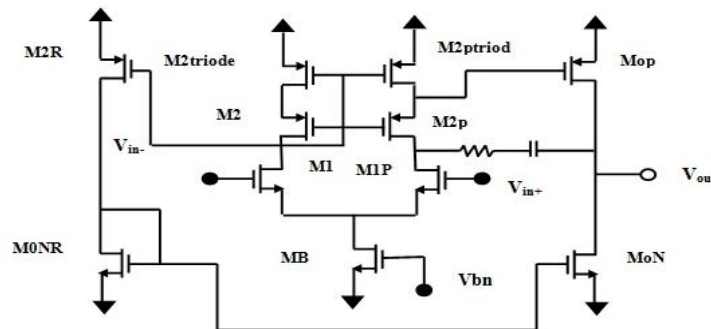 M2R
M2triode
M2ptriod
Mop
M2
M2p
Vin-
M1
M1P
Vin+
Vou
M0NR
MB
Vbn
MoN